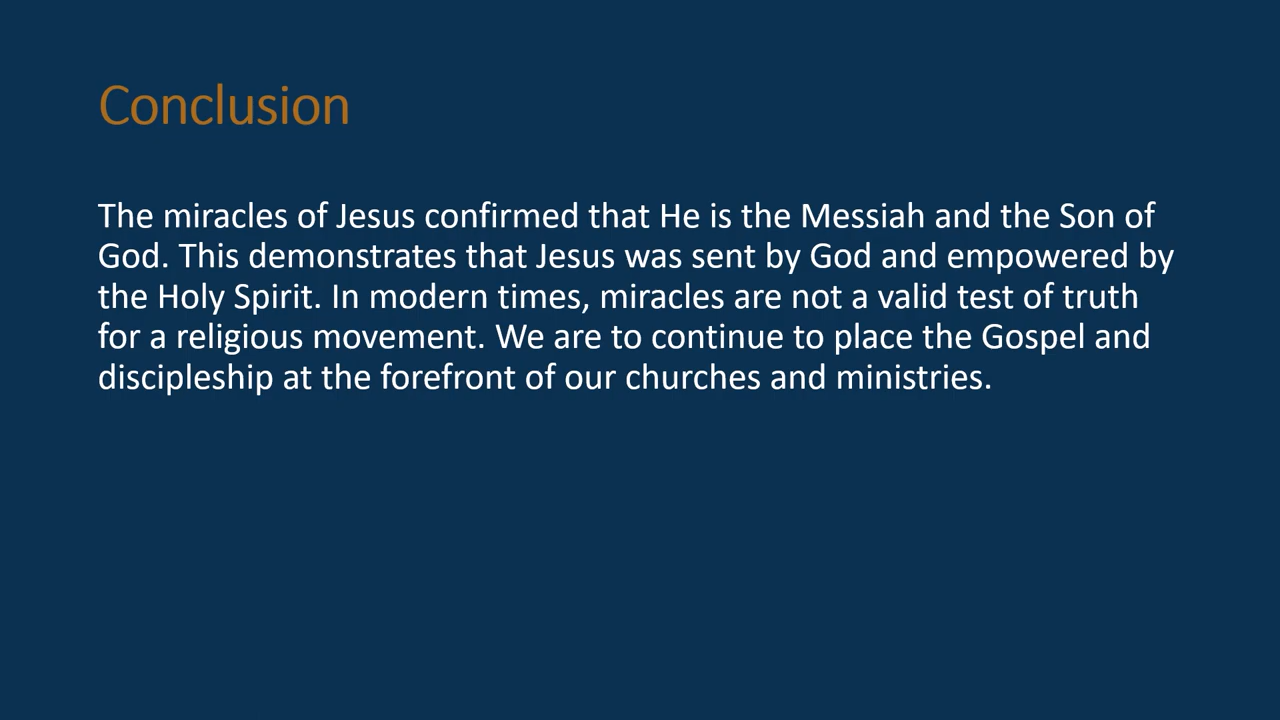 Conclusion
The miracles of Jesus confirmed that He is the Messiah and the Son of
God. This demonstrates that Jesus was sent by God and empowered by
the Holy Spirit. In modern times, miracles are not a valid test of truth
for a religious movement. We are to continue to place the Gospel and
discipleship at the forefront of our churches and ministries.